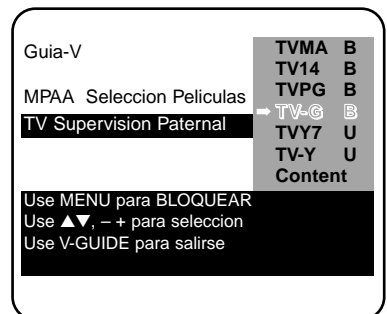 Guia-V
MPAA Seleccion Peliculas
TV Supervision Paternal
TVMA B
TV14 B
TVPG B
➡ TV-G B
TVY7 U
TV-Y U
Content
Use MENU para BLOQUEAR
Use ▲▼, – + para seleccion
Use V-GUIDE para salirse